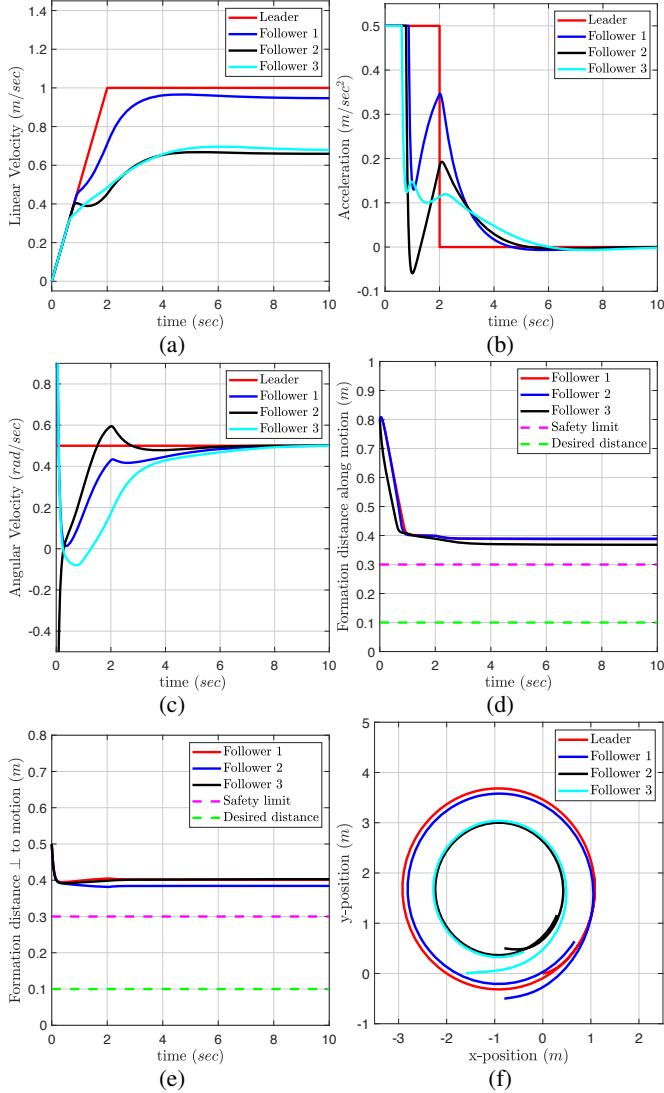 1.4
1.2
1
0.8
0.6
0.4
0.2
0
Linear Velocity (m/sec)
Leader
Follower 1
Follower 2
Follower 3
0 2 4 6 8 10
time (sec)
(a)
0.5
0.4
0.3
0.2
0.1
0
-0.1
Acceleration (m/sec²)
Leader
Follower 1
Follower 2
Follower 3
0 2 4 6 8 10
time (sec)
(b)
0.8
0.6
0.4
0.2
0
-0.2
-0.4
Angular Velocity (rad/sec)
Leader
Follower 1
Follower 2
Follower 3
0 2 4 6 8 10
time (sec)
(c)
1
0.9
0.8
0.7
0.6
0.5
0.4
0.3
0.2
0.1
0
Formation distance along motion (m)
Follower 1
Follower 2
Follower 3
Safety limit
Desired distance
0 2 4 6 8 10
time (sec)
(d)
0.8
0.7
0.6
0.5
0.4
0.3
0.2
0.1
0
Formation distance ⊥ to motion (m)
Follower 1
Follower 2
Follower 3
Safety limit
Desired distance
0 2 4 6 8 10
time (sec)
(e)
5
4
3
2
1
0
-1
y-position (m)
Leader
Follower 1
Follower 2
Follower 3
-3 -2 -1 0 1 2 3
x-position (m)
(f)